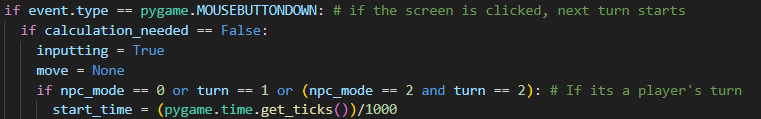 if event.type == pygame.MOUSEBUTTONDOWN: # if the screen is clicked, next turn starts
if calculation_needed == False:
inputting = True
move = None
if npc_mode == 0 or turn == 1 or (npc_mode == 2 and turn == 2): # If its a player's turn
start_time = (pygame.time.get_ticks())/1000